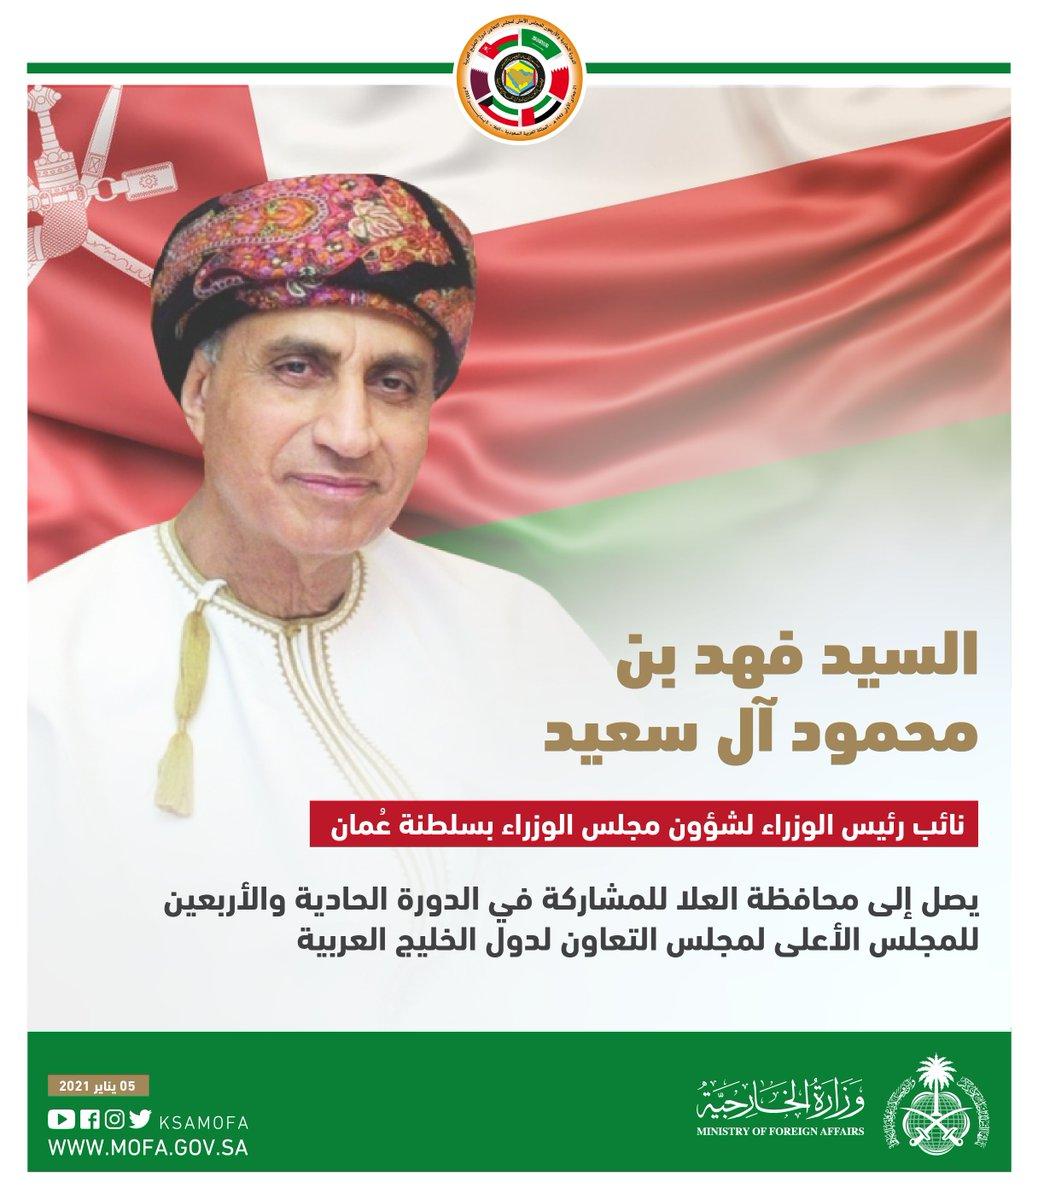 السيد فهد بن
محمود آل سعيد
نائب رئيس الوزراء لشؤون مجلس الوزراء بسلطنة عُمان
يصل إلى محافظة العلا للمشاركة في الدورة الحادية والأربعين
للمجلس الأعلى لمجلس التعاون لدول الخليج العربية
05 يناير 2021
KSAMOFA
WWW.MOFA.GOV.SA
وزارة الخارجية
MINISTRY OF FOREIGN AFFAIRS